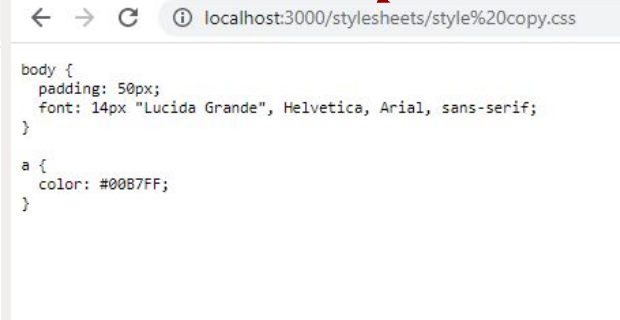 localhost:3000/stylesheets/style%20copy.css
body {
  padding: 50px;
  font: 14px "Lucida Grande", Helvetica, Arial, sans-serif;
}
a {
  color: #00B7FF;
}